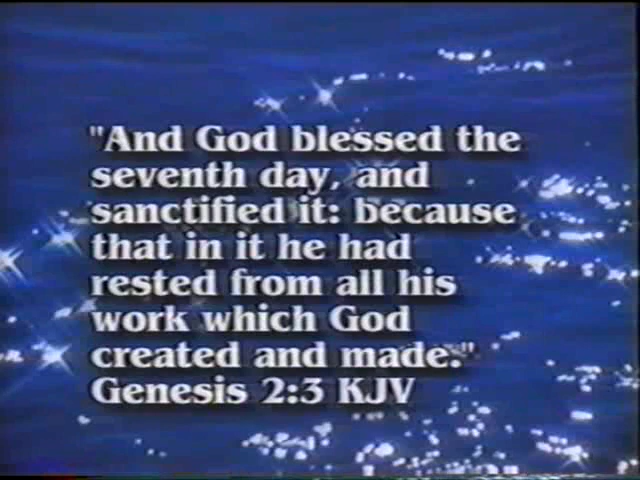 "And God blessed the
seventh day, and
sanctified it: because
that in it he had
rested from all his
work which God
created and made."
Genesis 2:3 KJV